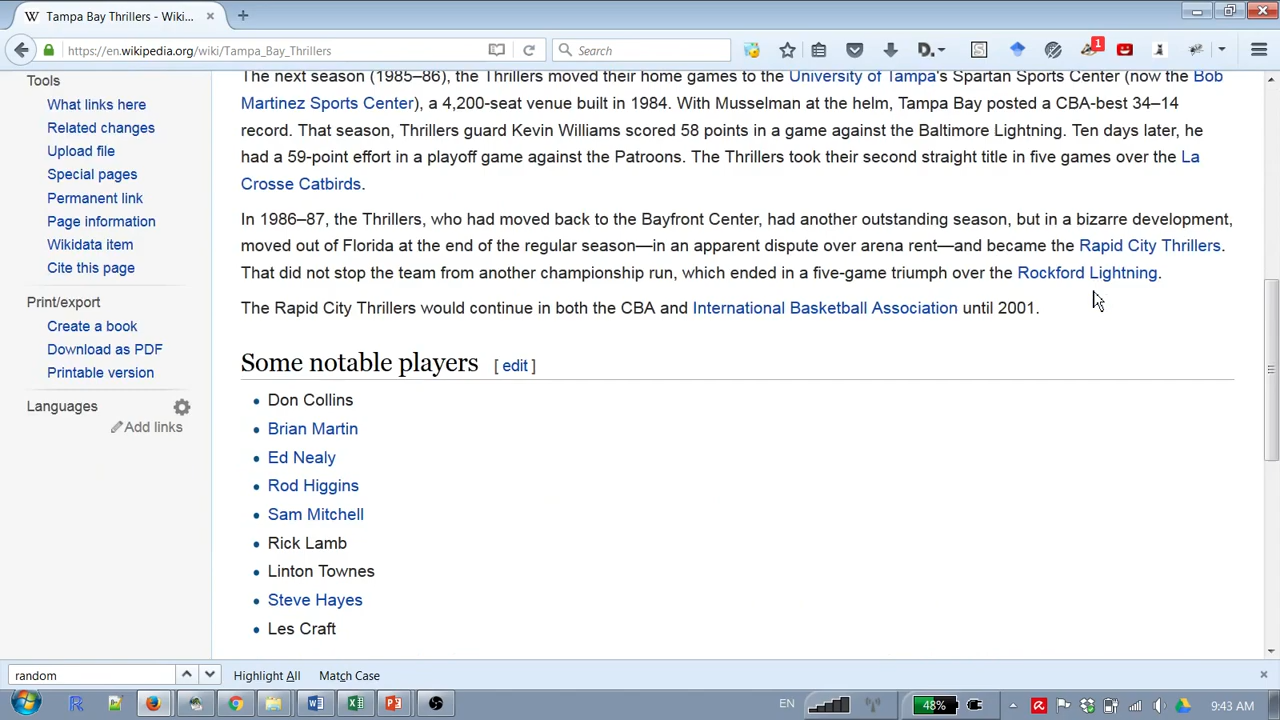 W Tampa Bay Thrillers - Wiki...
https://en.wikipedia.org/wiki/Tampa_Bay_Thrillers
Search
D.
S
1
Tools
What links here
Related changes
Upload file
Special pages
Permanent link
Page information
Wikidata item
Cite this page
Print/export
Create a book
Download as PDF
Printable version
Languages
Add links
The next season (1985–86), the Thrillers moved their home games to the University of Tampa's Spartan Sports Center (now the Bob
Martinez Sports Center), a 4,200-seat venue built in 1984. With Musselman at the helm, Tampa Bay posted a CBA-best 34–14
record. That season, Thrillers guard Kevin Williams scored 58 points in a game against the Baltimore Lightning. Ten days later, he
had a 59-point effort in a playoff game against the Patroons. The Thrillers took their second straight title in five games over the La
Crosse Catbirds.
In 1986–87, the Thrillers, who had moved back to the Bayfront Center, had another outstanding season, but in a bizarre development,
moved out of Florida at the end of the regular season—in an apparent dispute over arena rent—and became the Rapid City Thrillers.
That did not stop the team from another championship run, which ended in a five-game triumph over the Rockford Lightning.
The Rapid City Thrillers would continue in both the CBA and International Basketball Association until 2001.
Some notable players [ edit ]
Don Collins
Brian Martin
Ed Nealy
Rod Higgins
Sam Mitchell
Rick Lamb
Linton Townes
Steve Hayes
Les Craft
random
Highlight All
Match Case
EN
48%
9:43 AM